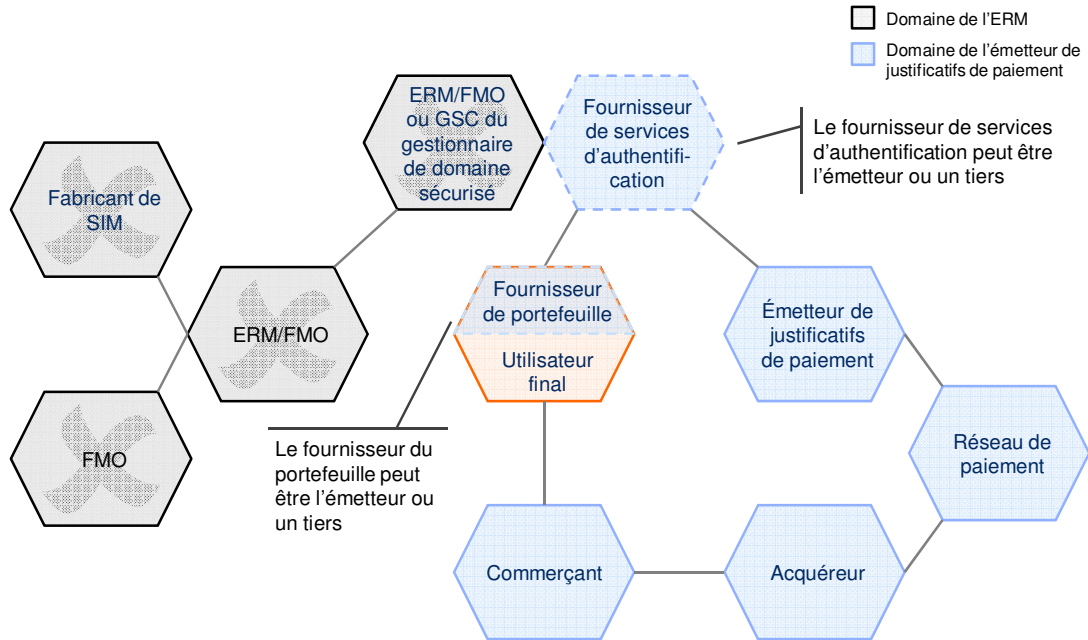 Domaine de l'ERM
Domaine de l'émetteur de
justificatifs de paiement
ERM/FMO
ou GSC du
gestionnaire
de domaine
sécurisé
Fournisseur
de services
d'authentifi-
cation
Le fournisseur de services
d'authentification peut être
l'émetteur ou un tiers
Fabricant de
SIM
ERM/FMO
Fournisseur
de portefeuille
Utilisateur
final
Émetteur de
justificatifs
de paiement
FMO
Le fournisseur du
portefeuille peut
être l'émetteur ou
un tiers
Réseau de
paiement
Commerçant
Acquéreur